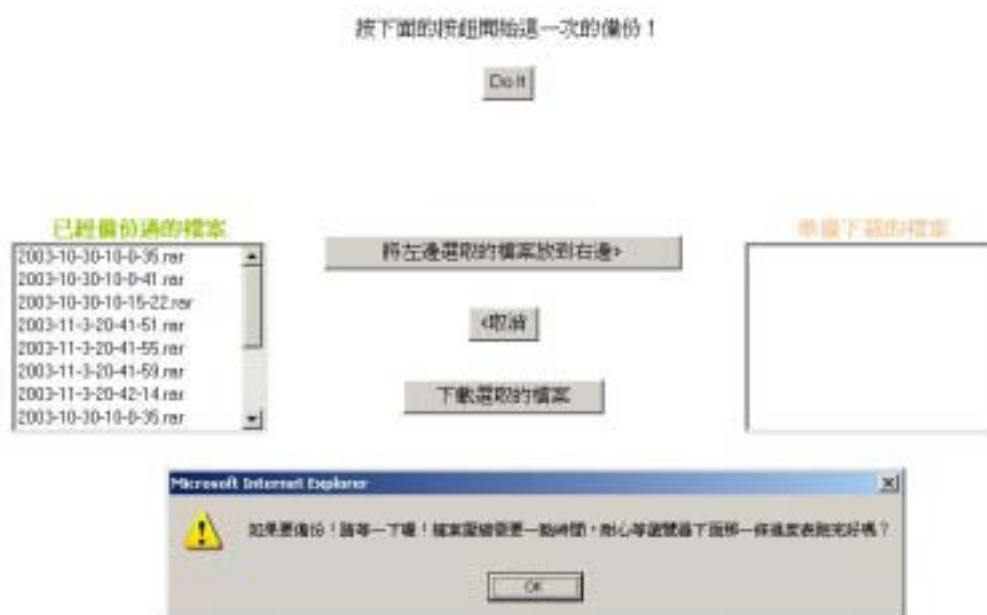 按下面的按鈕開始這一次的備份！
Do It
已經備份過的檔案
準備下載的檔案
2003-10-30-10-0-35.rar
2003-10-30-10-0-41.rar
2003-10-30-10-15-22.rar
2003-11-3-20-41-51.rar
2003-11-3-20-41-55.rar
2003-11-3-20-41-59.rar
2003-11-3-20-42-14.rar
2003-10-30-10-0-35.rar
將左邊選取的檔案放到右邊>
<取消
下載選取的檔案
Microsoft Internet Explorer
如果要備份！請等一下喔！檔案壓縮需要一點時間，耐心等瀏覽器下面那一條進度表跑完好嗎？
OK